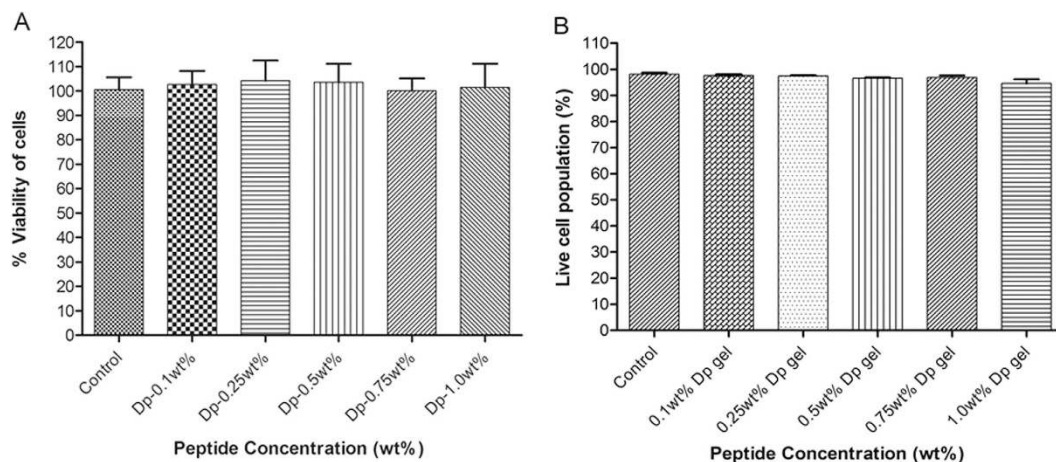 A
% Viability of cells
120
110
100
90
80
70
60
50
40
30
20
10
0
Control
Dp-0.1wt%
Dp-0.25wt%
Dp-0.5wt%
Dp-0.75wt%
Dp-1.0wt%
Peptide Concentration (wt%)
B
Live cell population (%)
110
100
90
80
70
60
50
40
30
20
10
0
Control
0.1wt% Dp gel
0.25wt% Dp gel
0.5wt% Dp gel
0.75wt% Dp gel
1.0wt% Dp gel
Peptide Concentration (wt%)